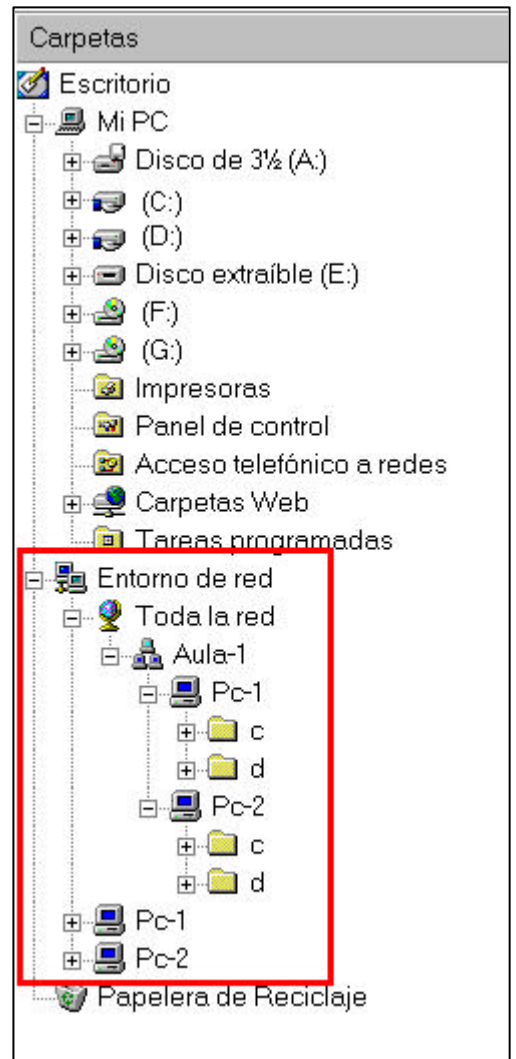 Carpetas
Escritorio
Mi PC
Disco de 3½ (A:)
(C:)
(D:)
Disco extraíble (E:)
(F:)
(G:)
Impresoras
Panel de control
Acceso telefónico a redes
Carpetas Web
Tareas programadas
Entorno de red
Toda la red
Aula-1
Pc-1
c
d
Pc-2
c
d
Pc-1
Pc-2
Papelera de Reciclaje